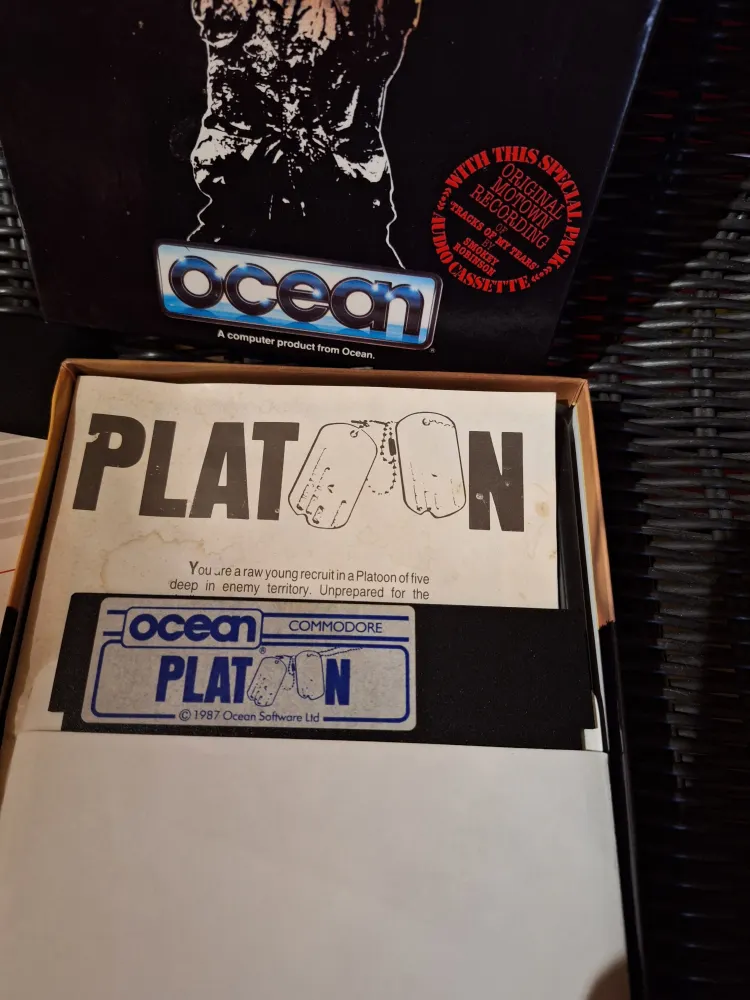 WITH THIS SPECIAL PACK
ORIGINAL
MOTOWN
RECORDING
OF
'TRACKS OF MY TEARS'
BY
SMOKEY
ROBINSON
AUDIO CASSETTE
ocean
A computer product from Ocean.
PLATOON
You are a raw young recruit in a Platoon of five
deep in enemy territory. Unprepared for the
ocean
COMMODORE
PLATOON
© 1987 Ocean Software Ltd